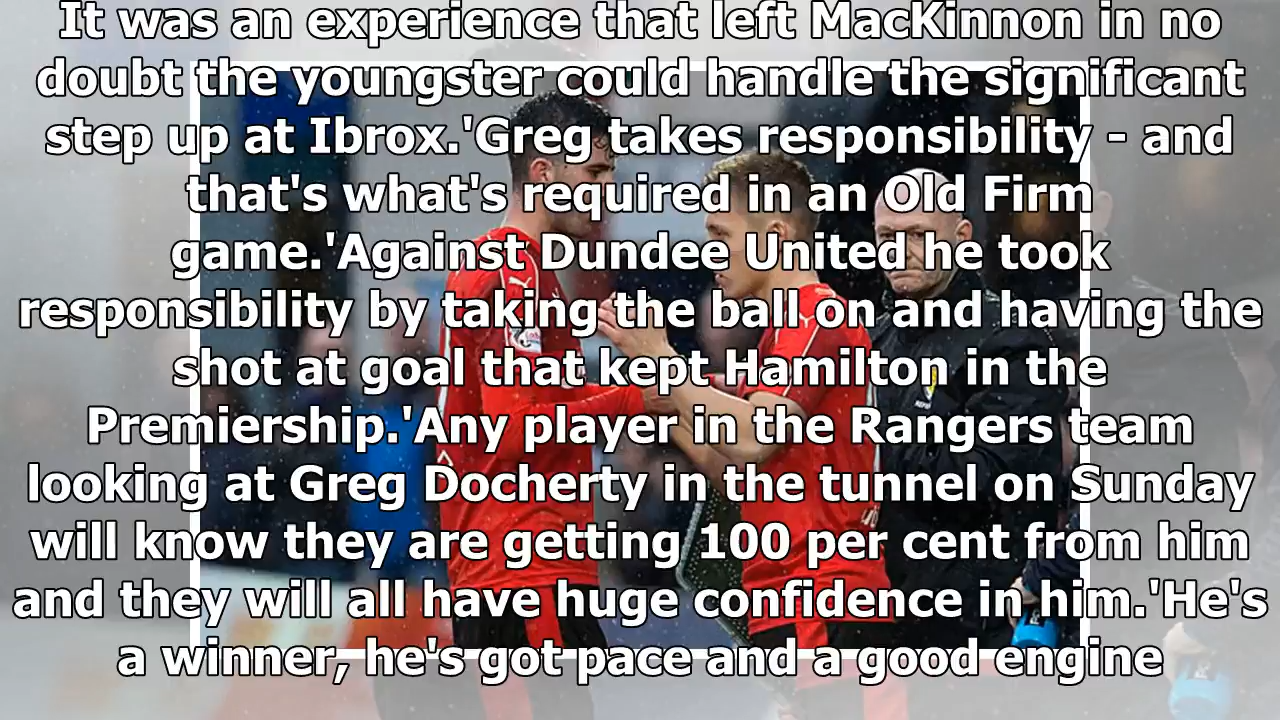 It was an experience that left MacKinnon in no
doubt the youngster could handle the significant
step up at Ibrox.'Greg takes responsibility - and
that's what's required in an Old Firm
game.'Against Dundee United he took
responsibility by taking the ball on and having the
shot at goal that kept Hamilton in the
Premiership.'Any player in the Rangers team
looking at Greg Docherty in the tunnel on Sunday
will know they are getting 100 per cent from him
and they will all have huge confidence in him.'He's
a winner, he's got pace and a good engine